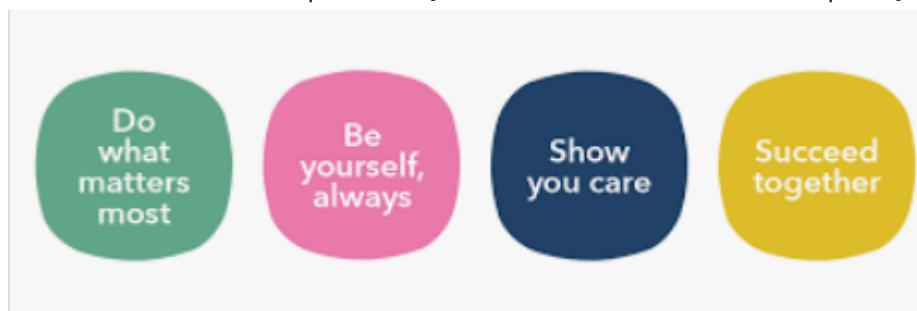 Do
what
matters
most
Be
yourself,
always
Show
you care
Succeed
together